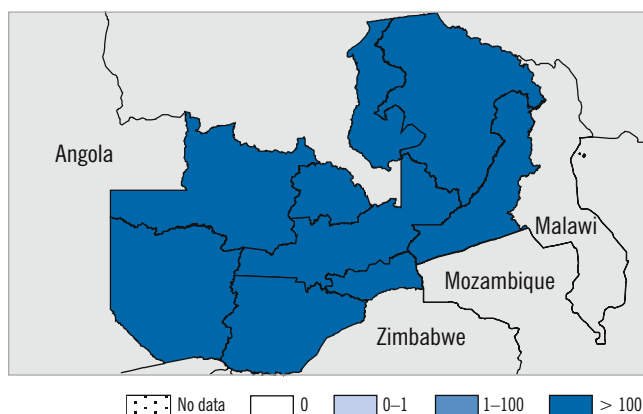 Angola
Malawi
Mozambique
Zimbabwe
No data 0 0–1 1–100 > 100